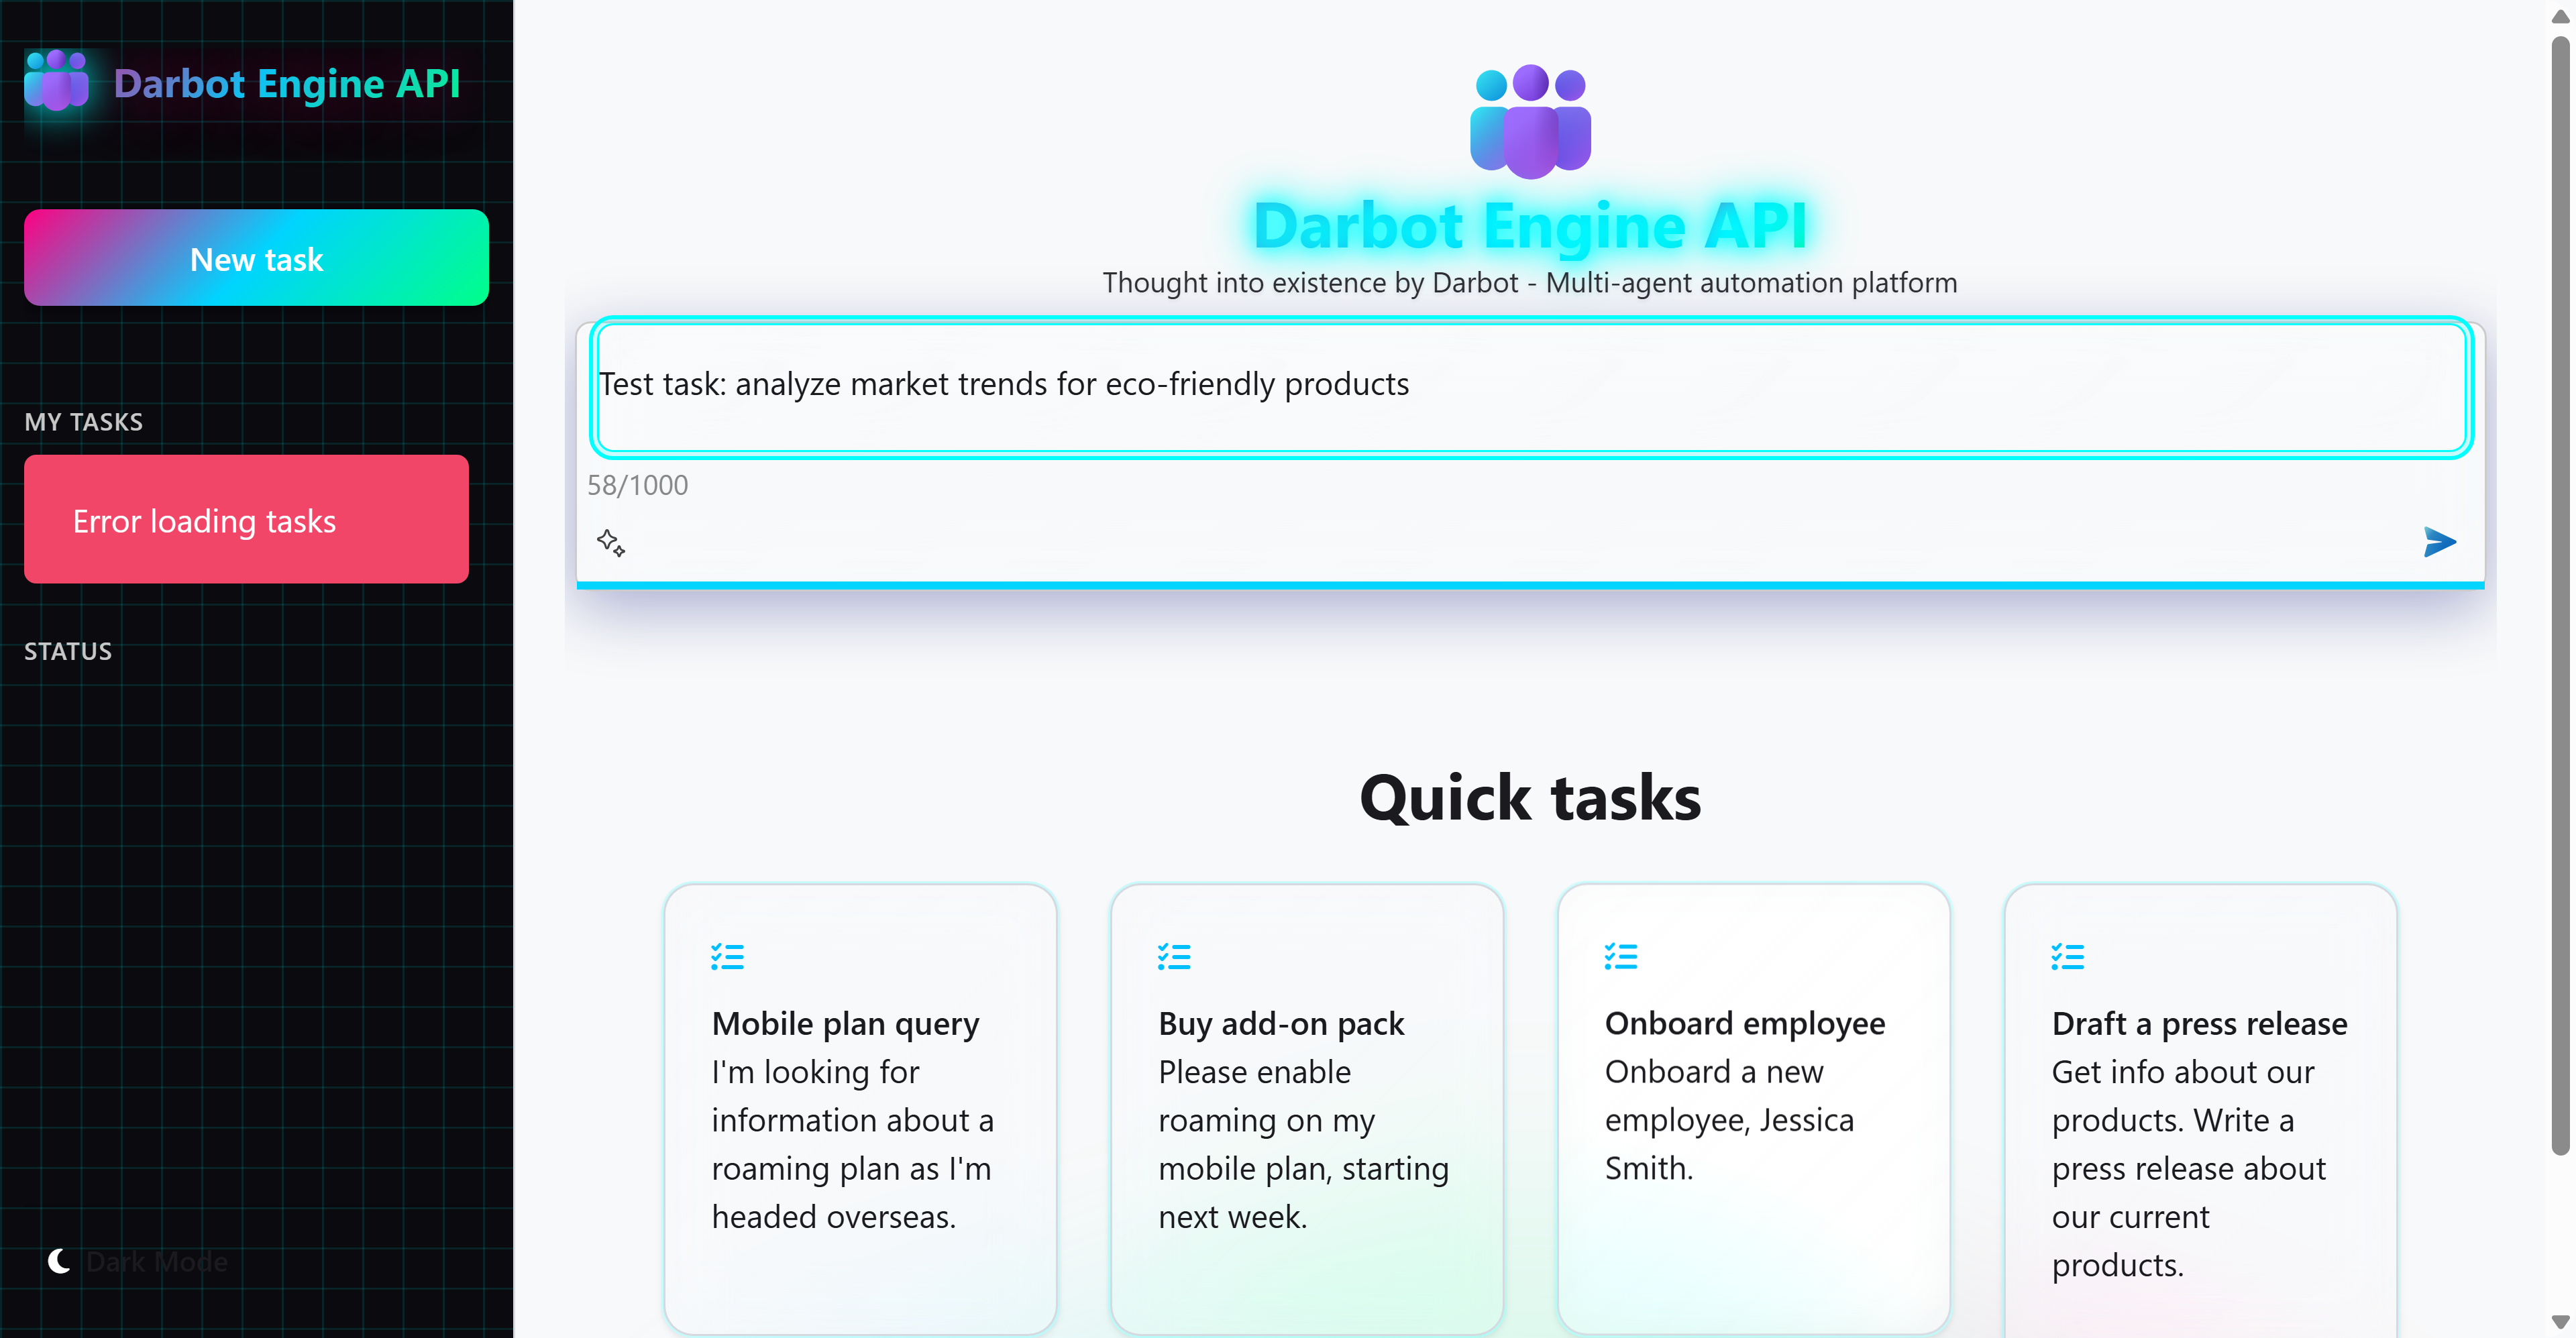 Darbot Engine API
New task
MY TASKS
Error loading tasks
STATUS
Dark Mode
Darbot Engine API
Thought into existence by Darbot - Multi-agent automation platform
Test task: analyze market trends for eco-friendly products
58/1000
Quick tasks
Mobile plan query
I'm looking for
information about a
roaming plan as I'm
headed overseas.
Buy add-on pack
Please enable
roaming on my
mobile plan, starting
next week.
Onboard employee
Onboard a new
employee, Jessica
Smith.
Draft a press release
Get info about our
products. Write a
press release about
our current
products.